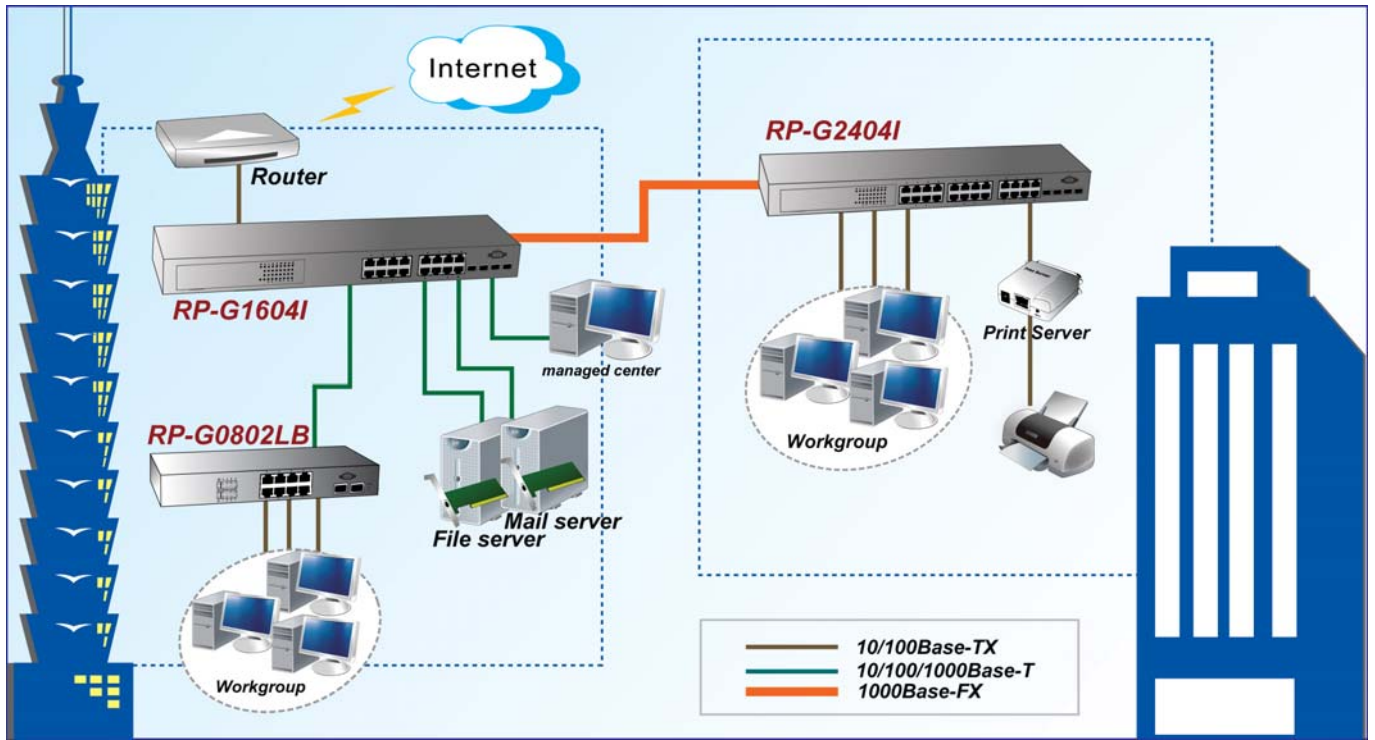 Internet
Router
RP-G1604I
RP-G2404I
managed center
Print Server
RP-G0802LB
File server
Mail server
Workgroup
Workgroup
10/100Base-TX
10/100/1000Base-T
1000Base-FX